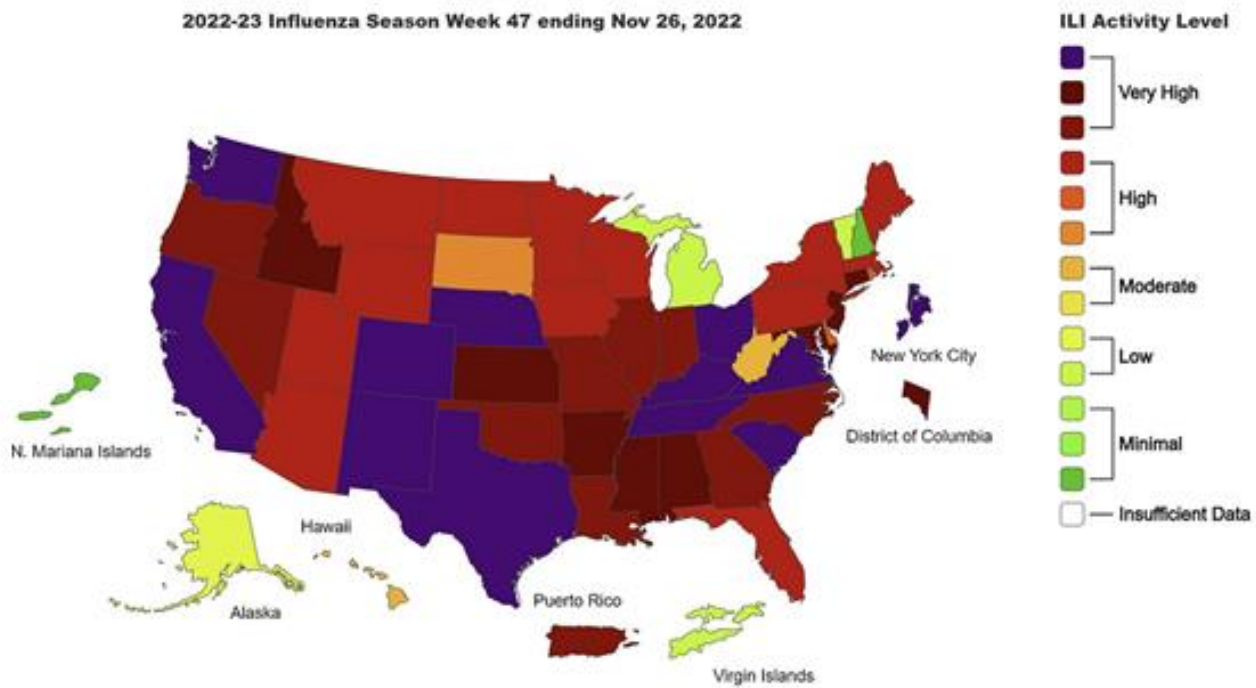 2022-23 Influenza Season Week 47 ending Nov 26, 2022
ILI Activity Level
Very High
High
Moderate
Low
Minimal
Insufficient Data
New York City
District of Columbia
N. Mariana Islands
Hawaii
Alaska
Puerto Rico
Virgin Islands